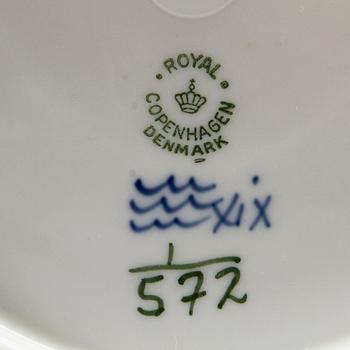 ROYAL
COPENHAGEN
DENMARK
XiX
1
572